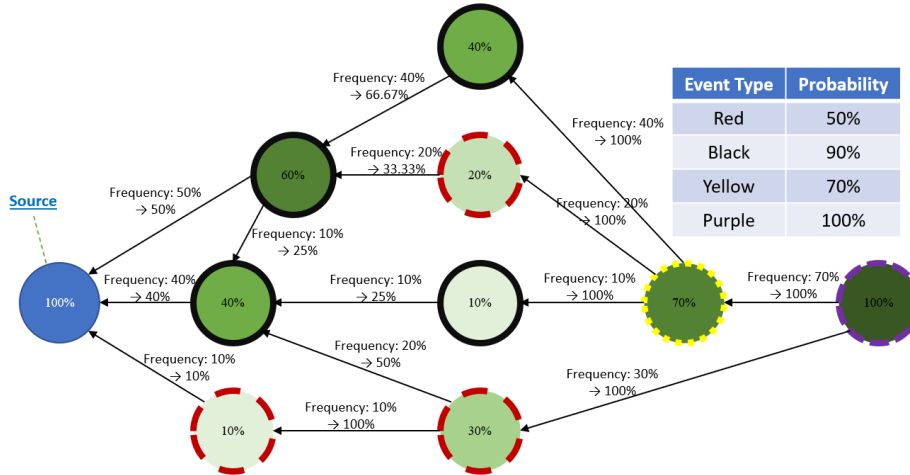 40%
Frequency: 40%
→ 66.67%
Frequency: 40%
→ 100%
Event Type Probability
Red 50%
Black 90%
Yellow 70%
Purple 100%
Frequency: 20%
→ 33.33%
60%
20%
Frequency: 50%
→ 50%
Source
Frequency: 20%
→ 100%
Frequency: 10%
→ 25%
Frequency: 40%
→ 40%
Frequency: 10%
→ 25%
Frequency: 10%
→ 100%
Frequency: 70%
→ 100%
100%
40%
10%
70%
100%
Frequency: 20%
→ 50%
Frequency: 10%
→ 10%
Frequency: 30%
→ 100%
Frequency: 10%
→ 100%
10%
30%